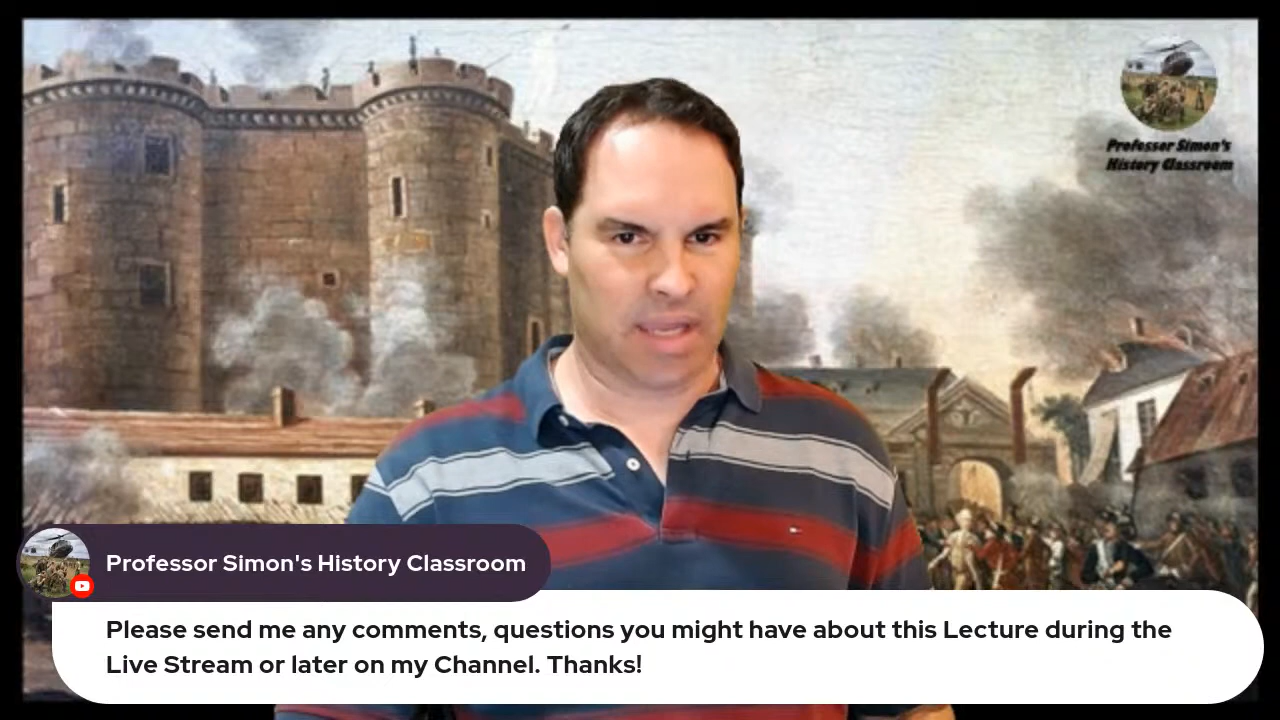 Professor Simon's
History Classroom
Professor Simon's History Classroom
Please send me any comments, questions you might have about this Lecture during the
Live Stream or later on my Channel. Thanks!